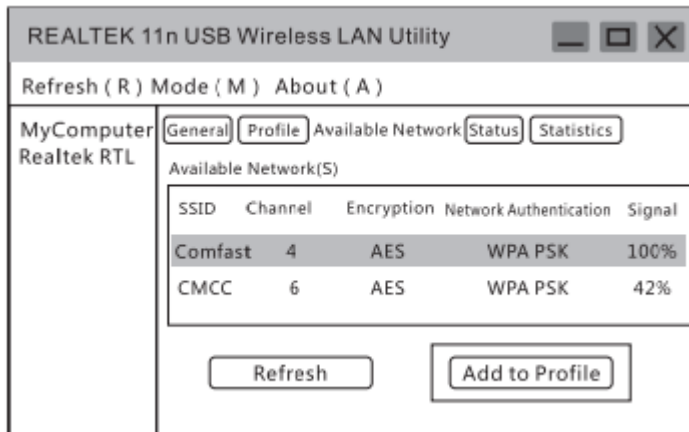 REALTEK 11n USB Wireless LAN Utility
Refresh ( R ) Mode ( M ) About ( A )
MyComputer
Realtek RTL
General Profile Available Network Status Statistics
Available Network(S)
SSID Channel Encryption Network Authentication Signal
Comfast 4 AES WPA PSK 100%
CMCC 6 AES WPA PSK 42%
Refresh Add to Profile